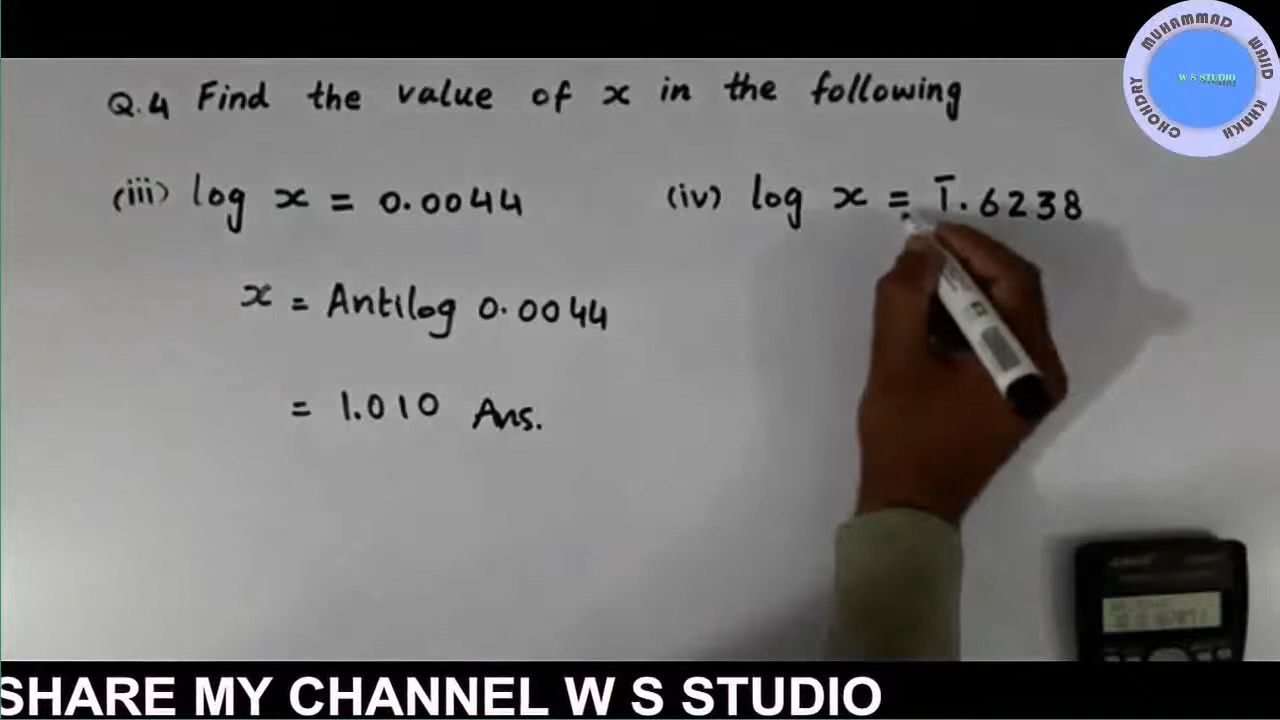 Q.4 Find the value of x in the following
(iii) log x = 0.0044
(iv) log x = 1̄.6238
x = Antilog 0.0044
= 1.010 Ans.
MUHAMMAD WAJID KHAKH CHOHDRY
W S STUDIO
SHARE MY CHANNEL W S STUDIO